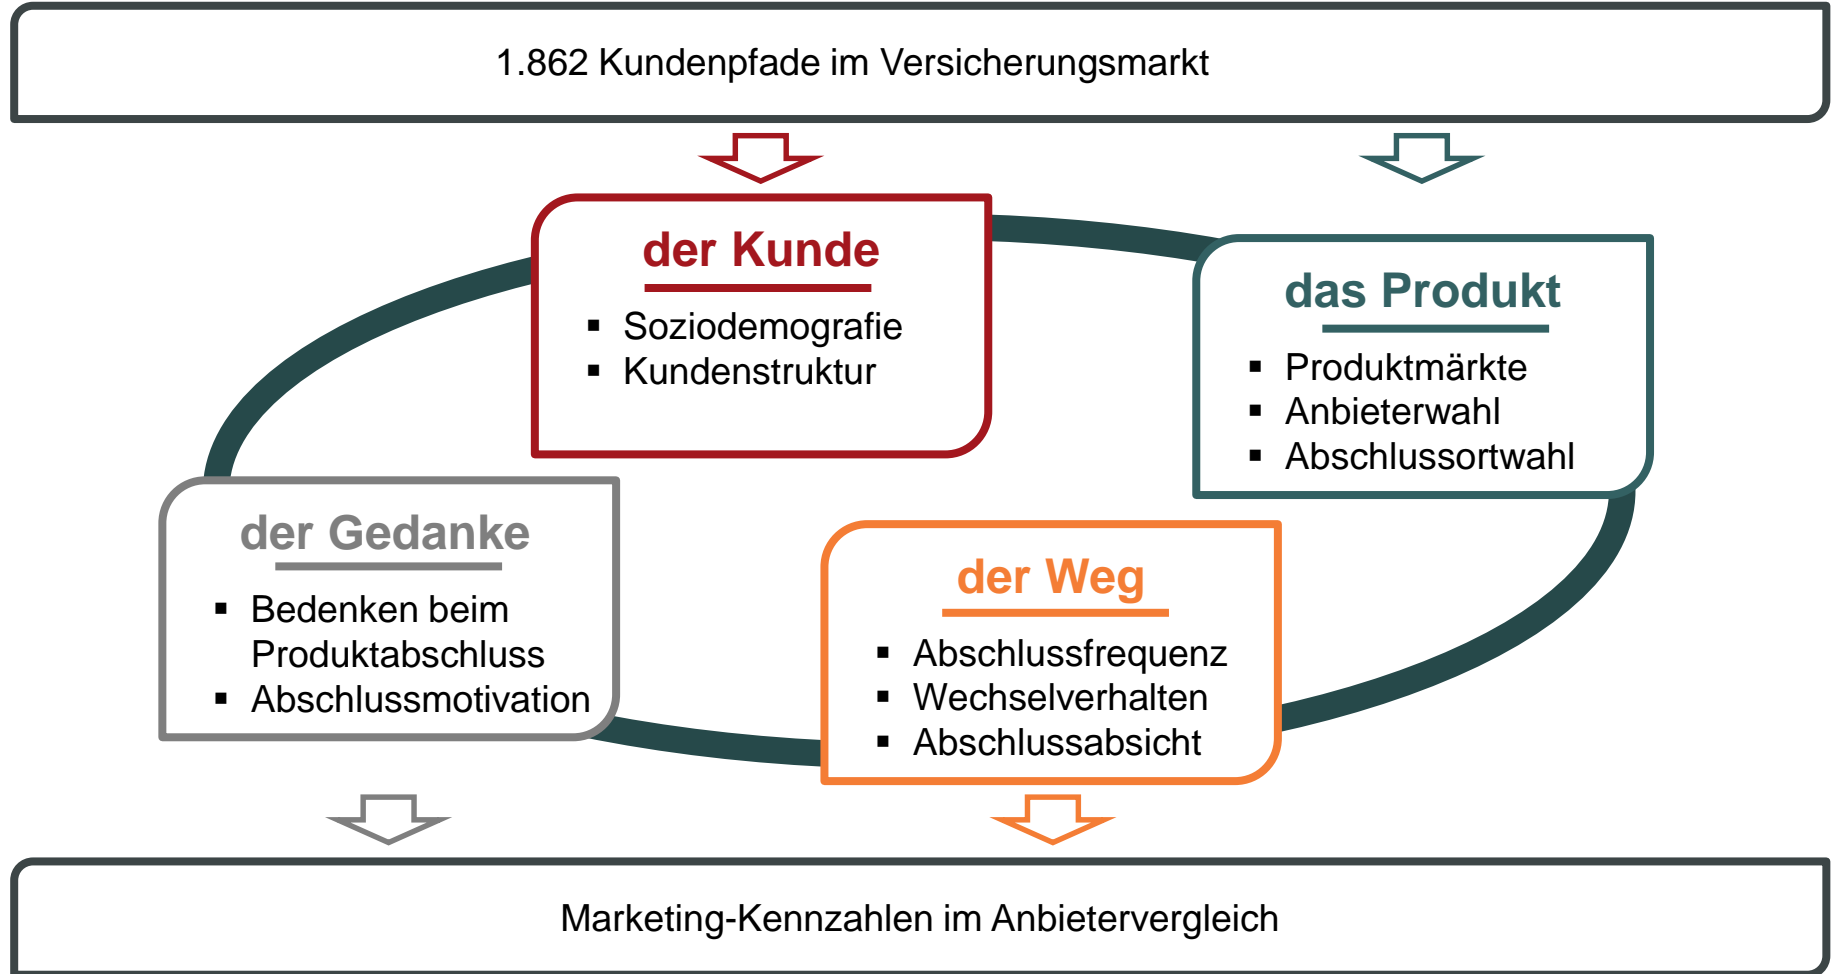 1.862 Kundenpfade im Versicherungsmarkt
der Kunde
▪ Soziodemografie
▪ Kundenstruktur
das Produkt
▪ Produktmärkte
▪ Anbieterwahl
▪ Abschlussortwahl
der Gedanke
▪ Bedenken beim
Produktabschluss
▪ Abschlussmotivation
der Weg
▪ Abschlussfrequenz
▪ Wechselverhalten
▪ Abschlussabsicht
Marketing-Kennzahlen im Anbietervergleich